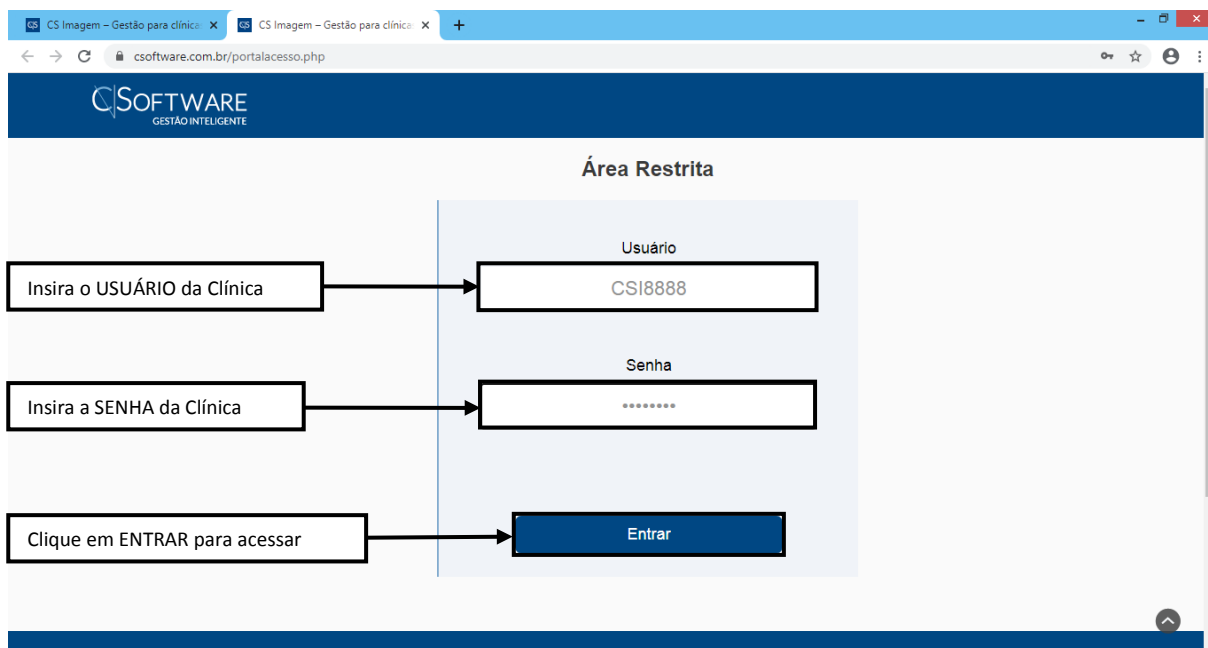 CS Imagem – Gestão para clínica
CS Imagem – Gestão para clínica
csoftware.com.br/portalacesso.php
CSOFTWARE
GESTÃO INTELIGENTE
Área Restrita
Usuário
Insira o USUÁRIO da Clínica
CSI8888
Senha
Insira a SENHA da Clínica
••••••••
Clique em ENTRAR para acessar
Entrar